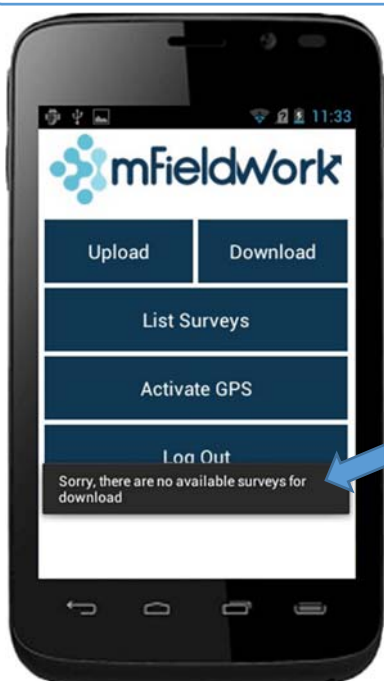 11:33
mFieldWork
Upload
Download
List Surveys
Activate GPS
Log Out
Sorry, there are no available surveys for
download